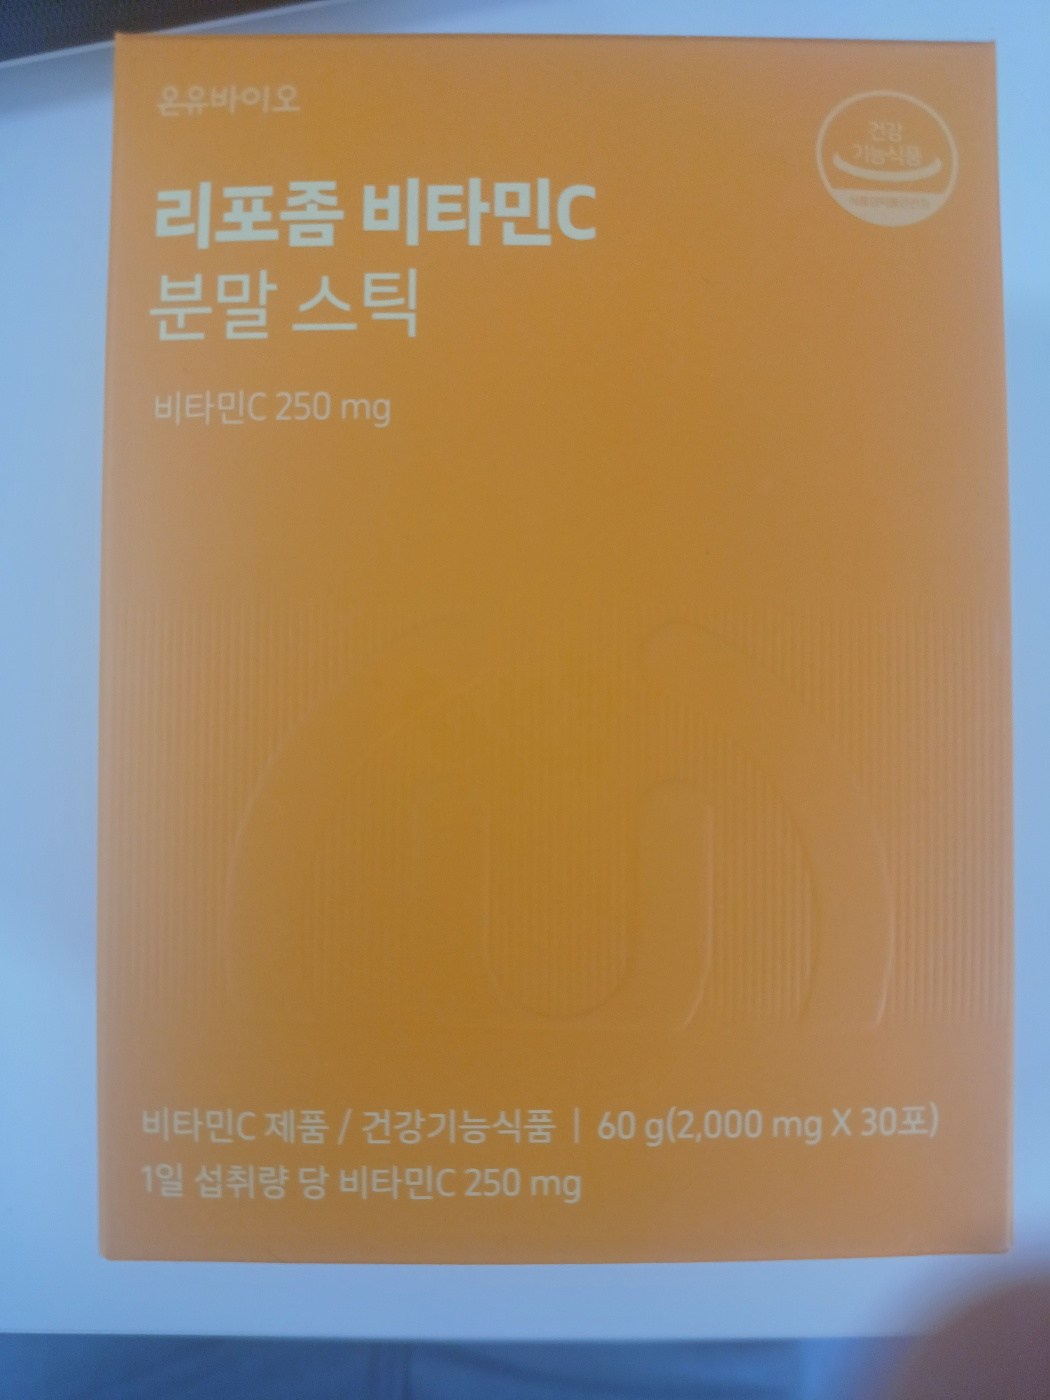 온유바이오
건강
기능식품
리포좀 비타민C
분말 스틱
비타민C 250 mg
비타민C 제품 / 건강기능식품 | 60 g(2,000 mg X 30포)
1일 섭취량 당 비타민C 250 mg